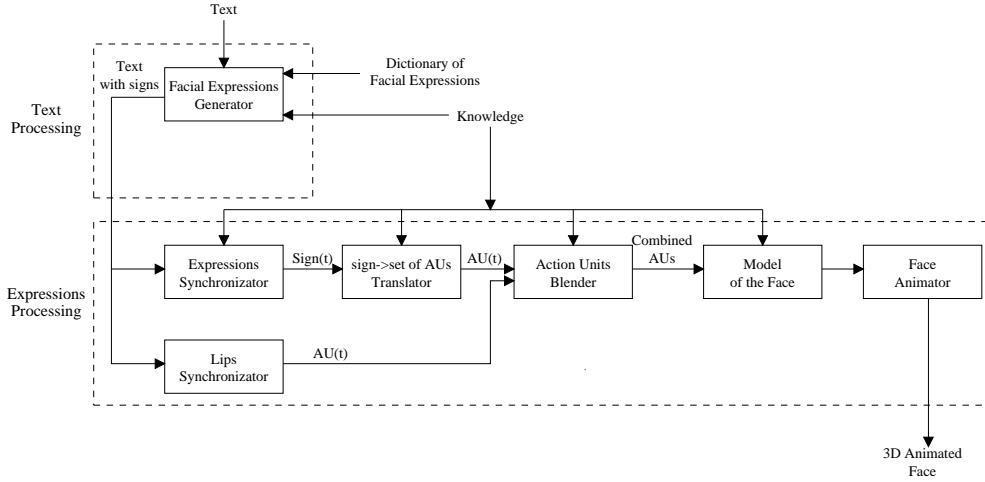 Text
Text
with signs
Facial Expressions
Generator
Dictionary of
Facial Expressions
Knowledge
Text
Processing
Expressions
Processing
Expressions
Synchronizator
Sign(t)
sign->set of AUs
Translator
AU(t)
Action Units
Blender
Combined
AUs
Model
of the Face
Face
Animator
Lips
Synchronizator
AU(t)
3D Animated
Face